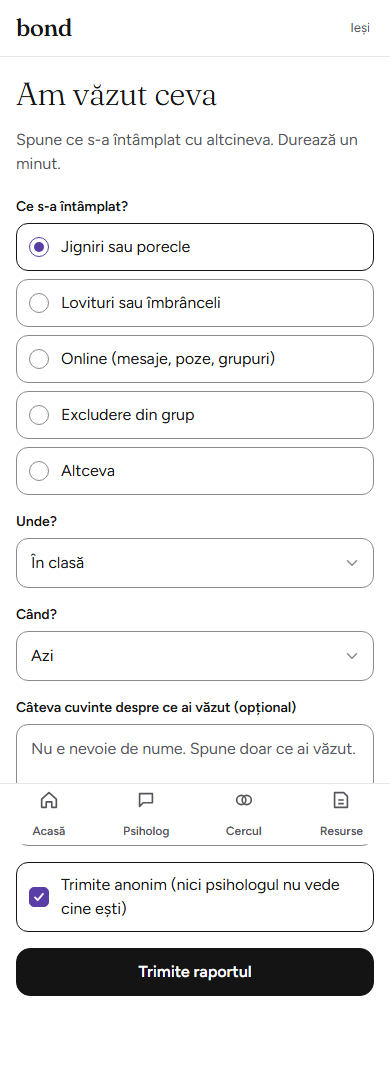 bond
Ieși
Am văzut ceva
Spune ce s-a întâmplat cu altcineva. Durează un
minut.
Ce s-a întâmplat?
Jigniri sau porecle
Lovituri sau îmbrânceli
Online (mesaje, poze, grupuri)
Excludere din grup
Altceva
Unde?
În clasă
Când?
Azi
Câteva cuvinte despre ce ai văzut (opțional)
Nu e nevoie de nume. Spune doar ce ai văzut.
Acasă
Psiholog
Cercul
Resurse
Trimite anonim (nici psihologul nu vede
cine ești)
Trimite raportul